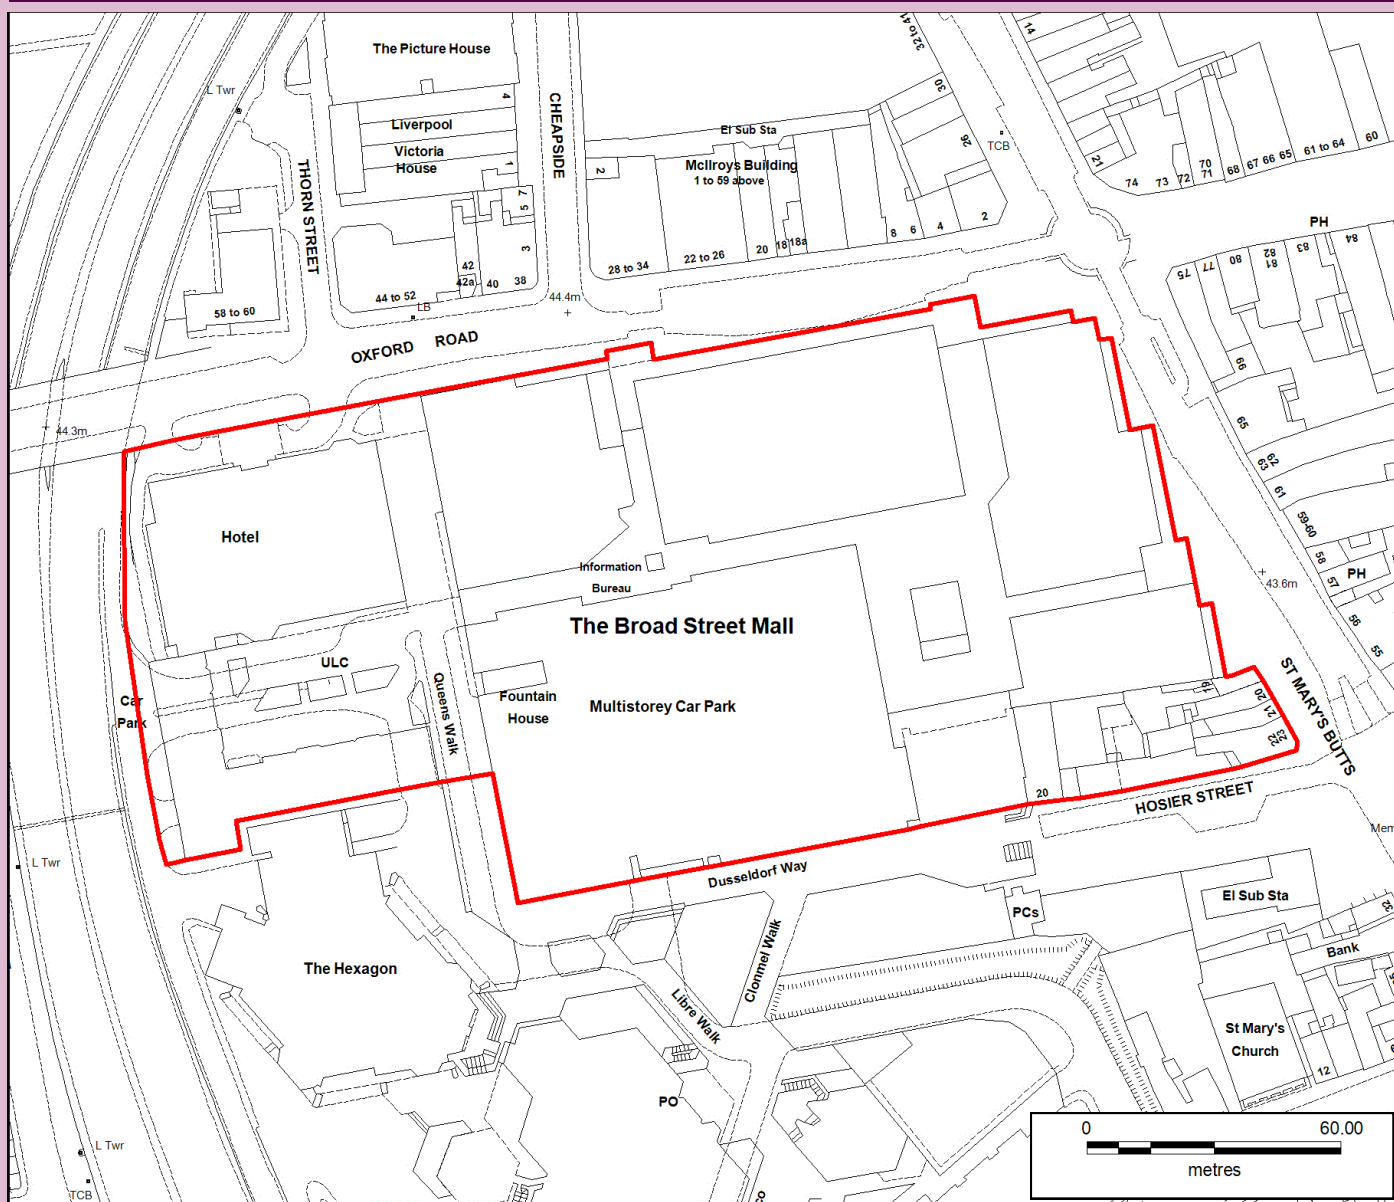 The Picture House
32 to 41
14
L Twr
30
4
CHEAPSIDE
Liverpool
Victoria
House
1
El Sub Sta
26
TCB
McIlroys Building
1 to 59 above
2
21
74
73
72
70
71
68
67
66
65
61 to 64
60
THORN STREET
7
5
3
2
8
6
4
18
18a
20
22 to 26
28 to 34
PH
84
83
82
81
80
77
75
42
42a
40
38
44 to 52
LB
44.4m
58 to 60
OXFORD ROAD
66
65
44.3m
62
63
61
59-60
58
57
PH
56
55
Hotel
Information
Bureau
43.6m
The Broad Street Mall
ULC
Queens Walk
Fountain
House
Multistorey Car Park
Car
Park
19
20
21
22
23
ST MARY'S BUTTS
20
HOSIER STREET
Mem
L Twr
Dusseldorf Way
PCs
El Sub Sta
32
Bank
Clonmel Walk
The Hexagon
Libre Walk
St Mary's
Church
12
PO
L Twr
TCB
0
60.00
metres